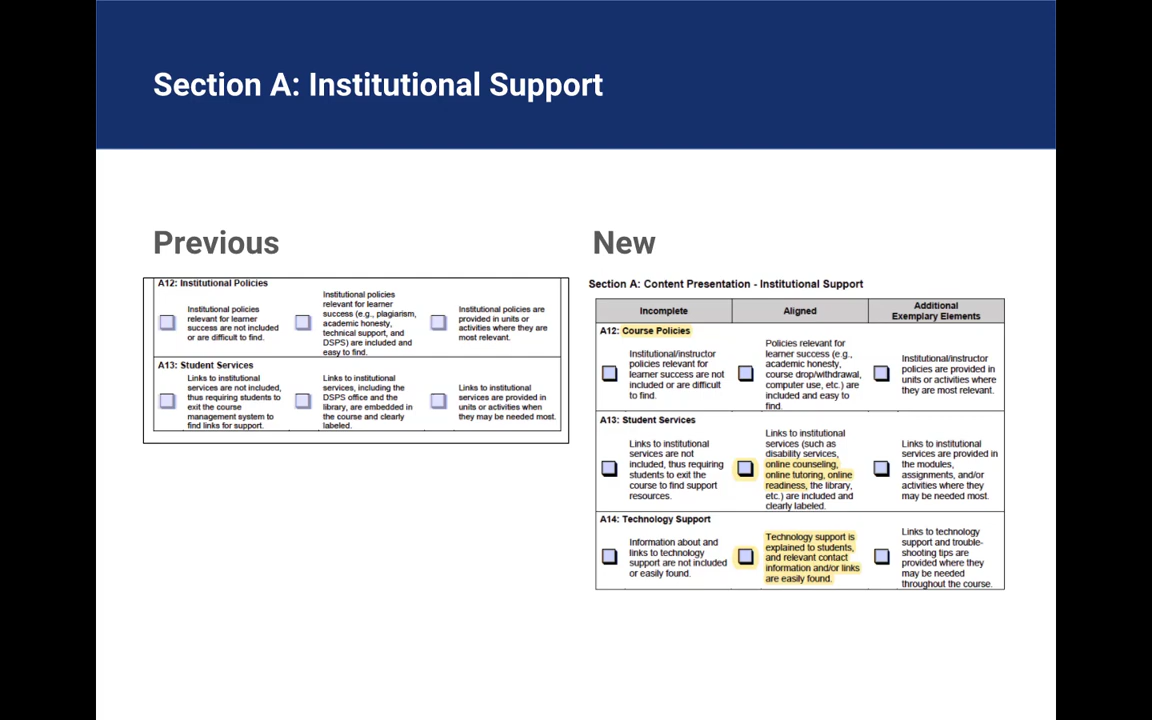 Section A: Institutional Support
Previous
A12: Institutional Policies
Institutional policies
relevant for learner
success are not included
or are difficult to find.
Institutional policies
relevant for learner
success (e.g., plagiarism,
academic honesty,
technical support, and
DSPS) are included and
easy to find.
Institutional policies are
provided in units or
activities where they are
most relevant.
A13: Student Services
Links to institutional
services are not included,
thus requiring students to
exit the course
management system to
find links for support.
Links to institutional
services, including the
DSPS office and the
library, are embedded in
the course and clearly
labeled.
Links to institutional
services are provided in
units or activities when
they may be needed most.
New
Section A: Content Presentation - Institutional Support
Incomplete
Aligned
Additional
Exemplary Elements
A12: Course Policies
Institutional/instructor
policies relevant for
learner success are not
included or are difficult
to find.
Policies relevant for
learner success (e.g.,
academic honesty,
course drop/withdrawal,
computer use, etc.) are
included and easy to
find.
Institutional/instructor
policies are provided in
units or activities where
they are most relevant.
A13: Student Services
Links to institutional
services are not
included, thus requiring
students to exit the
course to find support
resources.
Links to institutional
services (such as
disability services,
online counseling,
online tutoring, online
readiness, the library,
etc.) are included and
clearly labeled.
Links to institutional
services are provided in
the modules,
assignments, and/or
activities where they
may be needed most.
A14: Technology Support
Information about and
links to technology
support are not included
or easily found.
Technology support is
explained to students,
and relevant contact
information and/or links
are easily found.
Links to technology
support and trouble-
shooting tips are
provided where they
may be needed
throughout the course.